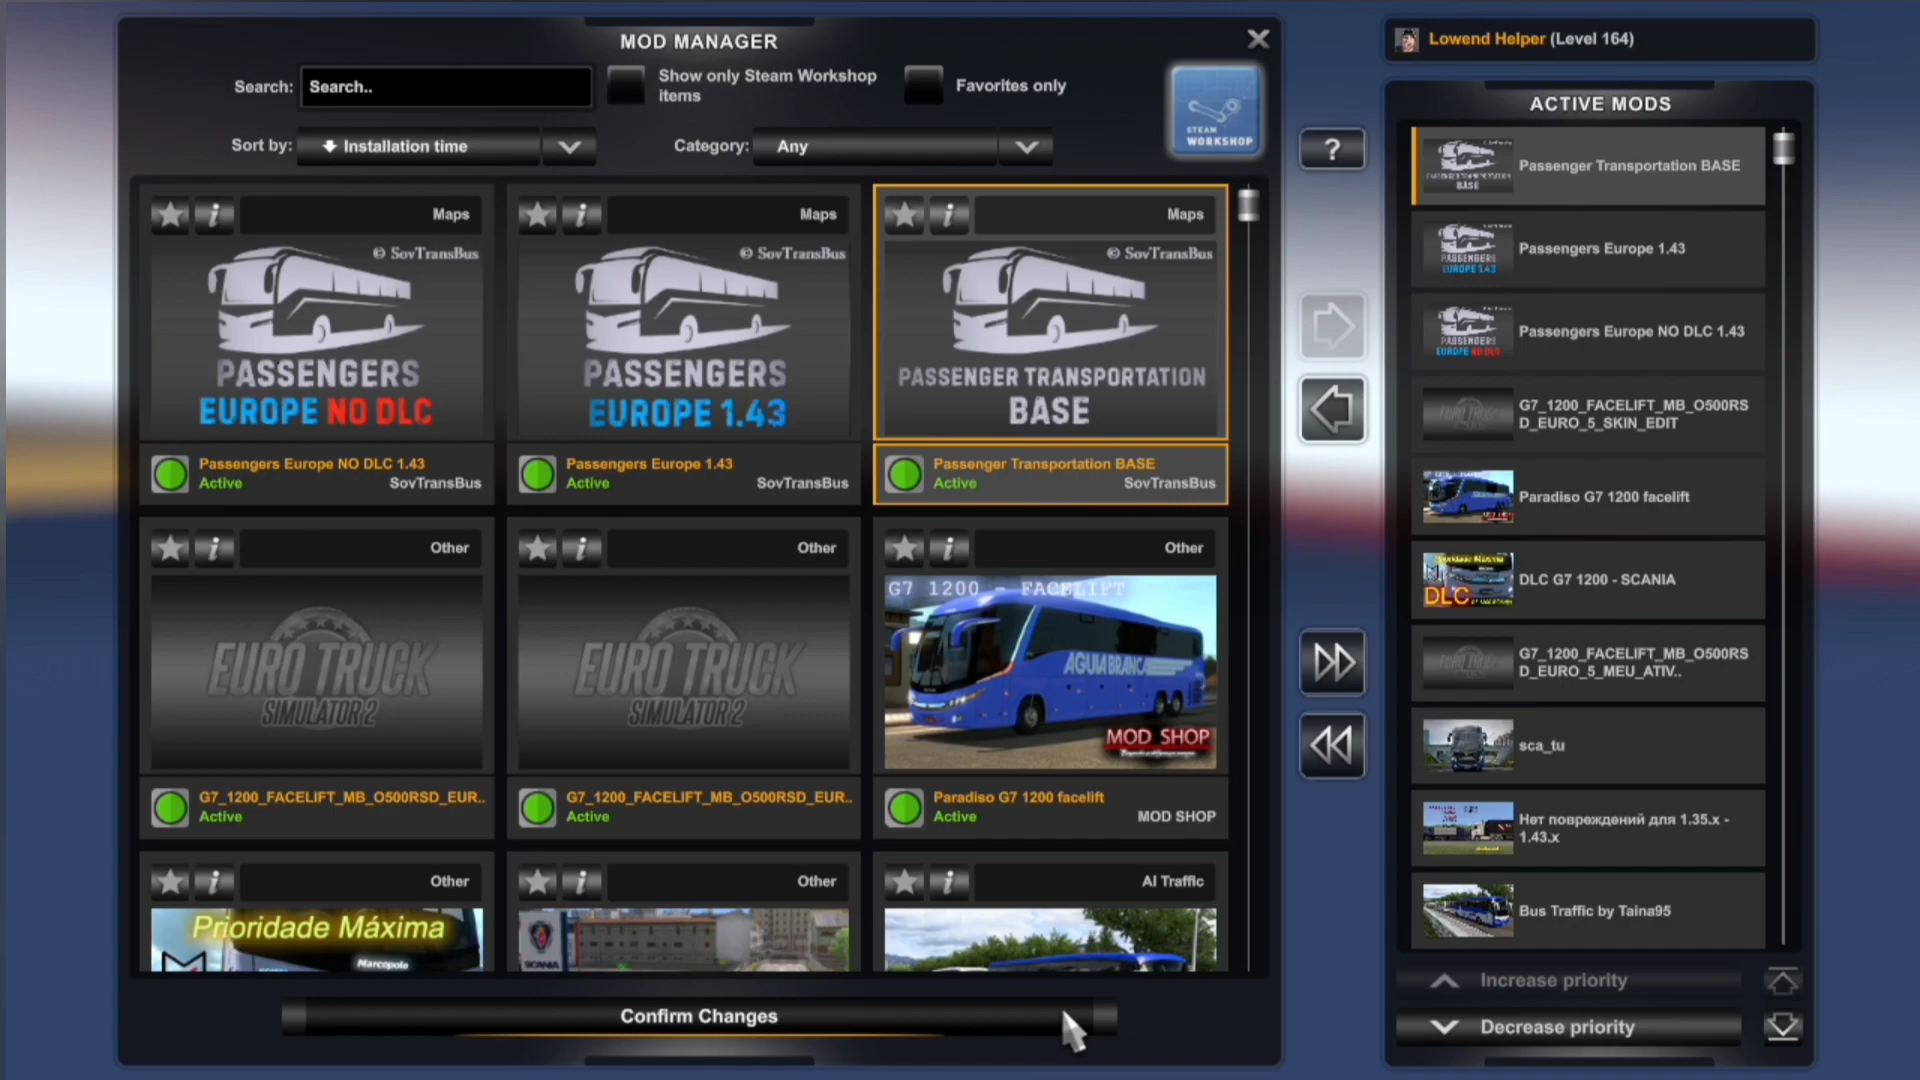 MOD MANAGER
Search:
Search..
Show only Steam Workshop
items
Favorites only
STEAM
WORKSHOP
Sort by:
Installation time
Category:
Any
?
Maps
© SovTransBus
PASSENGERS
EUROPE NO DLC
Passengers Europe NO DLC 1.43
Active
SovTransBus
Maps
© SovTransBus
PASSENGERS
EUROPE 1.43
Passengers Europe 1.43
Active
SovTransBus
Maps
© SovTransBus
PASSENGER TRANSPORTATION
BASE
Passenger Transportation BASE
Active
SovTransBus
Other
EURO TRUCK
SIMULATOR 2
G7_1200_FACELIFT_MB_O500RSD_EUR..
Active
Other
EURO TRUCK
SIMULATOR 2
G7_1200_FACELIFT_MB_O500RSD_EUR..
Active
Other
G7 1200 - FACELIFT
AGUIA BRANCA
MOD SHOP
Paradiso G7 1200 facelift
Active
MOD SHOP
Other
Prioridade Máxima
Marcopolo
Other
SCANIA
AI Traffic
Confirm Changes
Lowend Helper (Level 164)
ACTIVE MODS
Passenger Transportation BASE
Passengers Europe 1.43
Passengers Europe NO DLC 1.43
G7_1200_FACELIFT_MB_O500RS
D_EURO_5_SKIN_EDIT
Paradiso G7 1200 facelift
DLC
DLC G7 1200 - SCANIA
G7_1200_FACELIFT_MB_O500RS
D_EURO_5_MEU_ATIV..
sca_tu
Нет повреждений для 1.35.x -
1.43.x
Bus Traffic by Taina95
Increase priority
Decrease priority